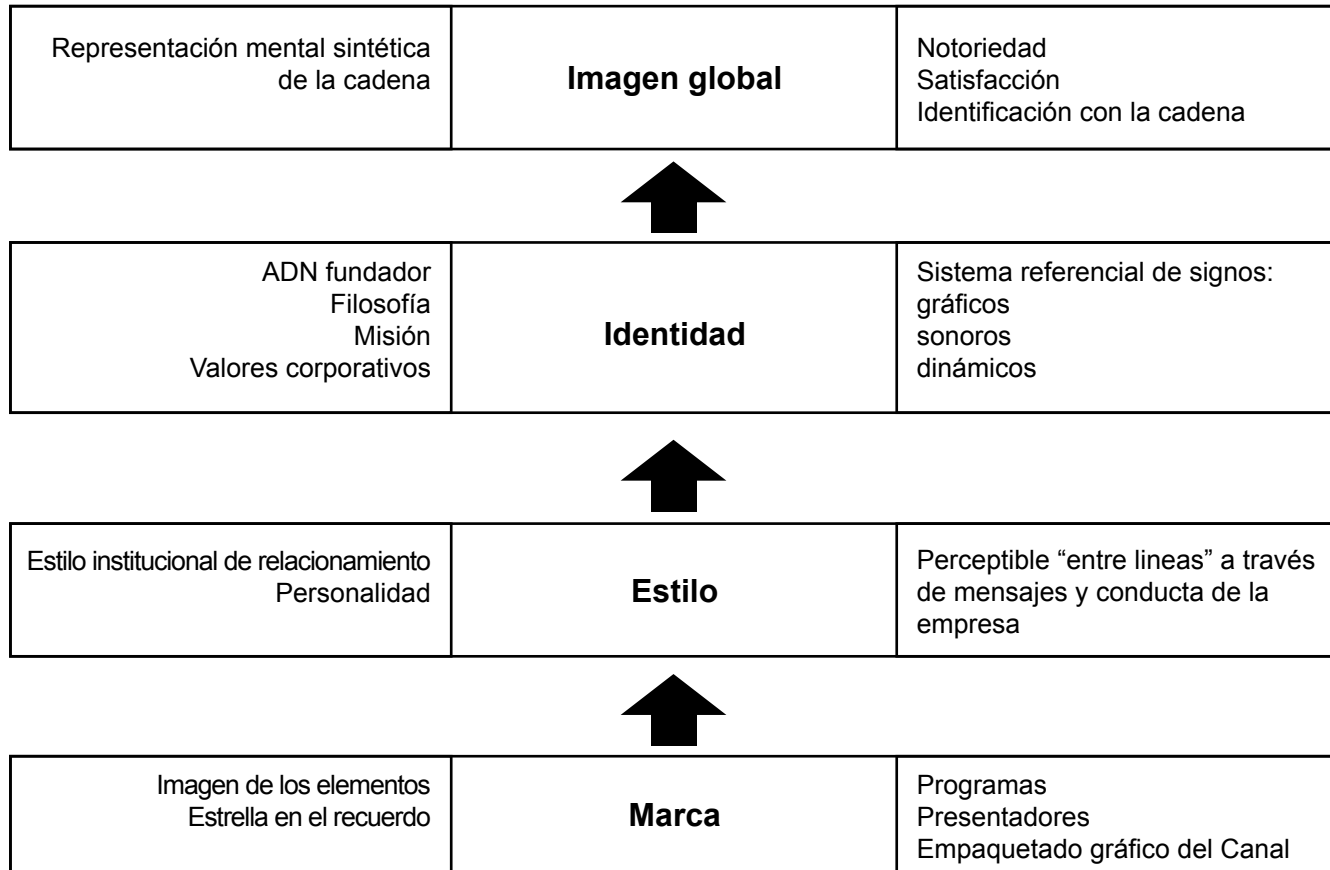 Representación mental sintética
de la cadena
Imagen global
Notoriedad
Satisfacción
Identificación con la cadena
ADN fundador
Filosofía
Misión
Valores corporativos
Identidad
Sistema referencial de signos:
gráficos
sonoros
dinámicos
Estilo institucional de relacionamiento
Personalidad
Estilo
Perceptible “entre lineas” a través
de mensajes y conducta de la
empresa
Imagen de los elementos
Estrella en el recuerdo
Marca
Programas
Presentadores
Empaquetado gráfico del Canal